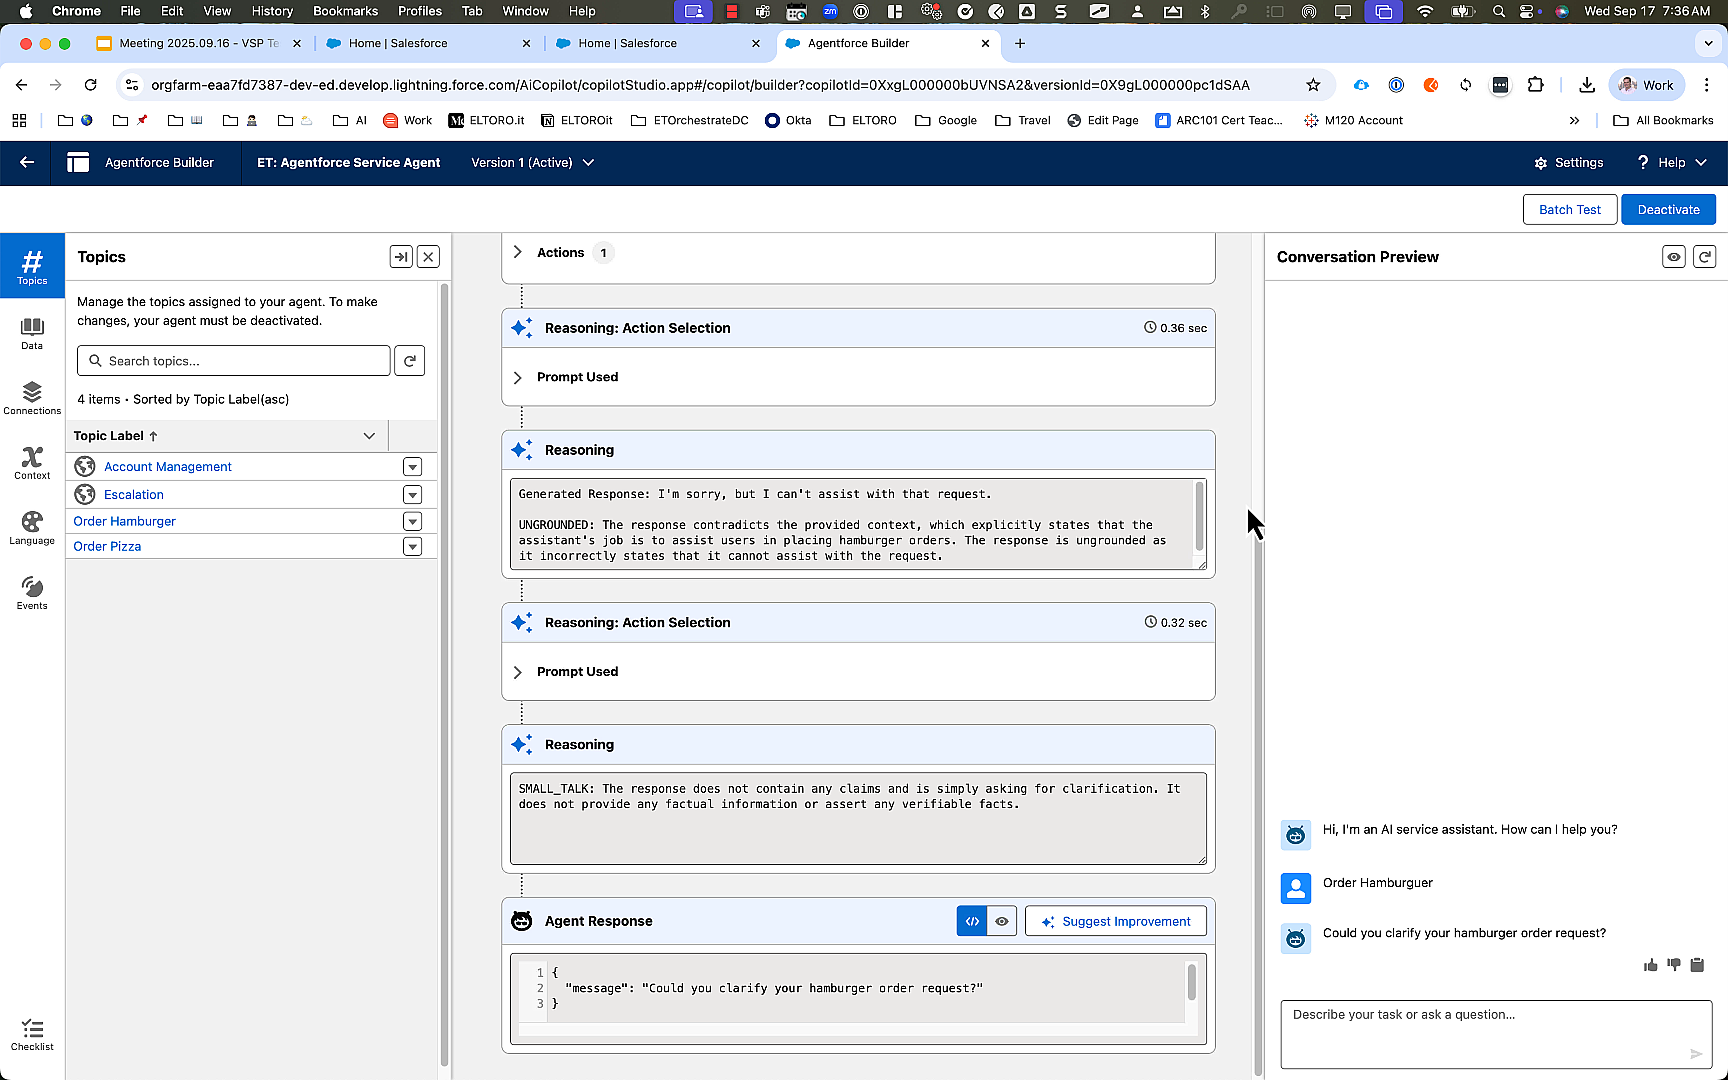 Chrome File Edit View History Bookmarks Profiles Tab Window Help Wed Sep 17 7:36 AM
Meeting 2025.09.16 - VSP Te
Home | Salesforce
Home | Salesforce
Agentforce Builder
orgfarm-eaa7fd7387-dev-ed.develop.lightning.force.com/AiCopilot/copilotStudio.app#/copilot/builder?copilotId=0XxgL000000bUVNSA2&versionId=0X9gL000000pc1dSAA
Work
AI Work ELTORO.it ELTOROit ETOrchestrateDC Okta ELTORO Google Travel Edit Page ARC101 Cert Teac... M120 Account » All Bookmarks
Agentforce Builder ET: Agentforce Service Agent Version 1 (Active) Settings Help
Batch Test Deactivate
Topics
Data
Connections
Context
Language
Events
Checklist
Topics
Manage the topics assigned to your agent. To make
changes, your agent must be deactivated.
Search topics...
4 items • Sorted by Topic Label(asc)
Topic Label ↑
Account Management
Escalation
Order Hamburger
Order Pizza
Actions 1
Reasoning: Action Selection 0.36 sec
Prompt Used
Reasoning
Generated Response: I'm sorry, but I can't assist with that request.
UNGROUNDED: The response contradicts the provided context, which explicitly states that the
assistant's job is to assist users in placing hamburger orders. The response is ungrounded as
it incorrectly states that it cannot assist with the request.
Reasoning: Action Selection 0.32 sec
Prompt Used
Reasoning
SMALL_TALK: The response does not contain any claims and is simply asking for clarification. It
does not provide any factual information or assert any verifiable facts.
Agent Response Suggest Improvement
1 {
2 "message": "Could you clarify your hamburger order request?"
3 }
Conversation Preview
Hi, I'm an AI service assistant. How can I help you?
Order Hamburguer
Could you clarify your hamburger order request?
Describe your task or ask a question...